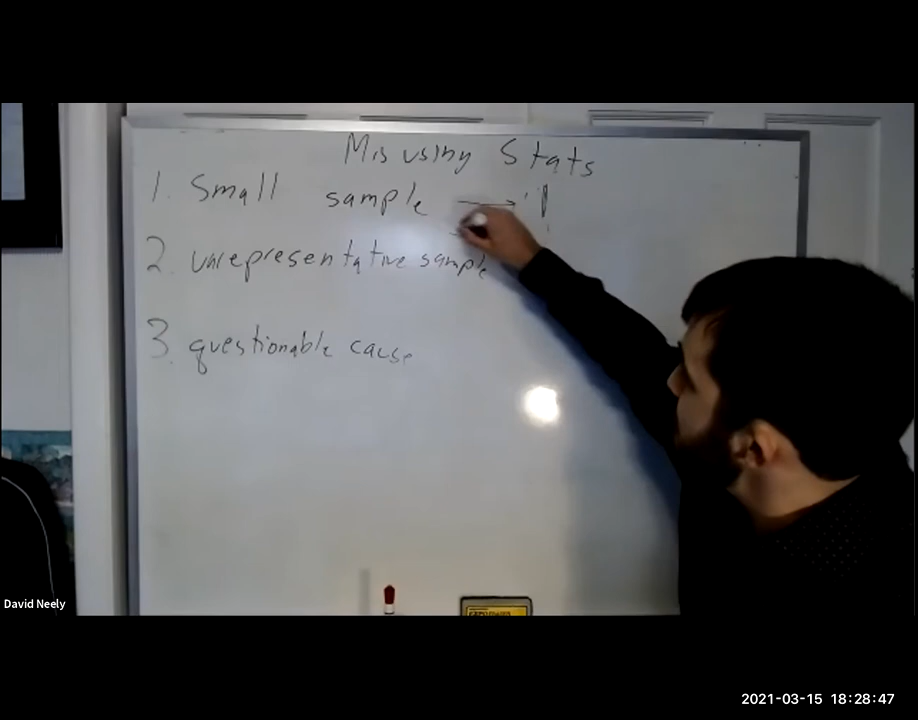 Misusing Stats
1. Small sample →
2. unrepresentative sample
3. questionable cause
David Neely
2021-03-15 18:28:47